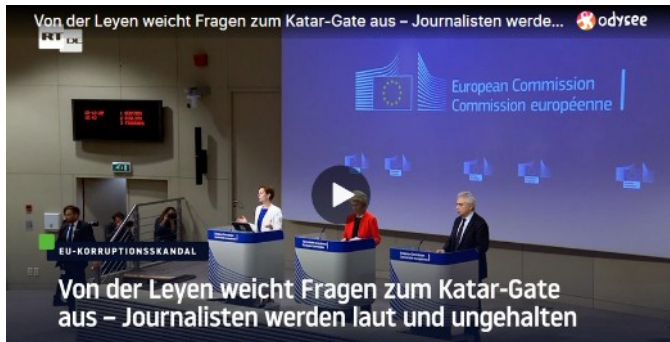 Von der Leyen weicht Fragen zum Katar-Gate aus – Journalisten werde...
odysee
RT DE
European Commission
Commission européenne
EU-KORRUPTIONSSKANDAL
Von der Leyen weicht Fragen zum Katar-Gate
aus – Journalisten werden laut und ungehalten